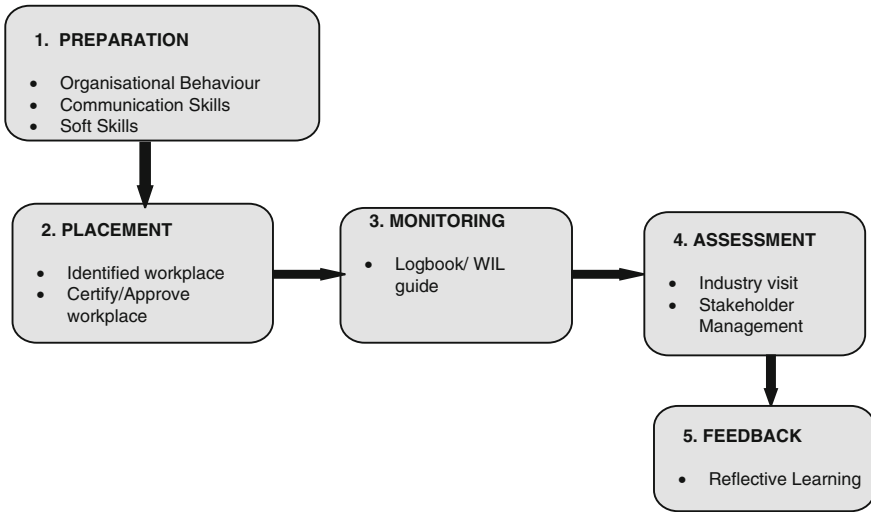 1. PREPARATION
• Organisational Behaviour
• Communication Skills
• Soft Skills
2. PLACEMENT
• Identified workplace
• Certify/Approve
workplace
3. MONITORING
• Logbook/ WIL
guide
4. ASSESSMENT
• Industry visit
• Stakeholder
Management
5. FEEDBACK
• Reflective Learning